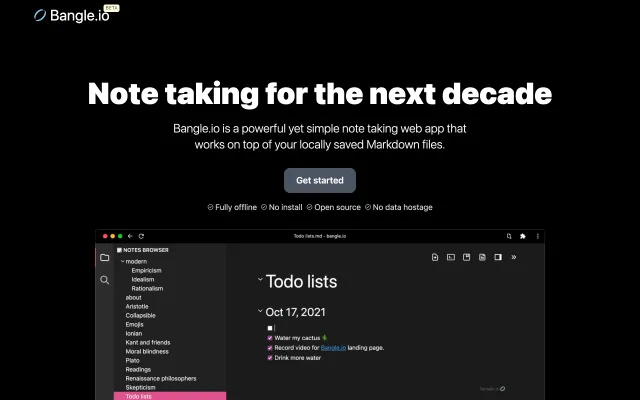 Bangle.io
BETA
Note taking for the next decade
Bangle.io is a powerful yet simple note taking web app that
works on top of your locally saved Markdown files.
Get started
Fully offline No install Open source No data hostage
Todo lists.md - bangle.io
NOTES BROWSER
modern
Empiricism
Idealism
Rationalism
about
Aristotle
Collapsible
Emojis
Ionian
Kant and friends
Moral blindness
Plato
Readings
Renaissance philosophers
Skepticism
Todo lists
Todo lists
Oct 17, 2021
Water my cactus 🌵
Record video for Bangle.io landing page.
Drink more water
bangle.io